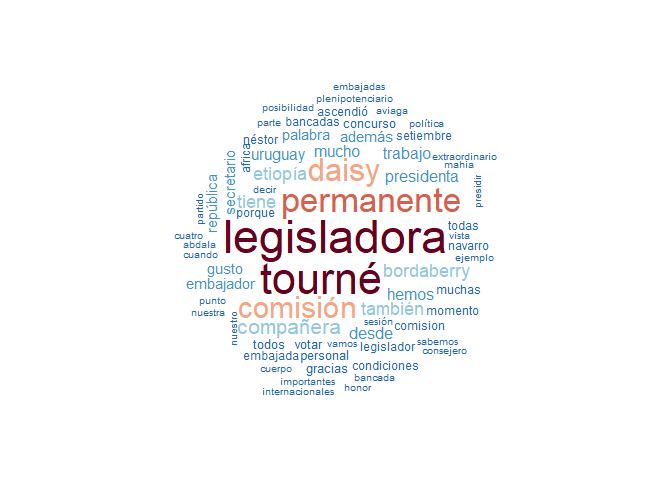 embajadas
plenipotenciario
posibilidad ascendió aviaga
parte bancadas concurso política
néstor palabra además setiembre
africa uruguay mucho trabajo extraordinario
mahía
secretario etiopía daisy presidenta
república decir tiene permanente presidir
partido porque
cuatro legisladora todas
vista
abdala navarro
cuando ejemplo
gusto tourné bordaberry
embajador hemos muchas
punto comisión también momento
nuestra
nuestro compañera sesión comision
desde
todos votar vamos legislador sabemos
embajada personal consejero
cuerpo gracias condiciones
importantes bancada
internacionales honor